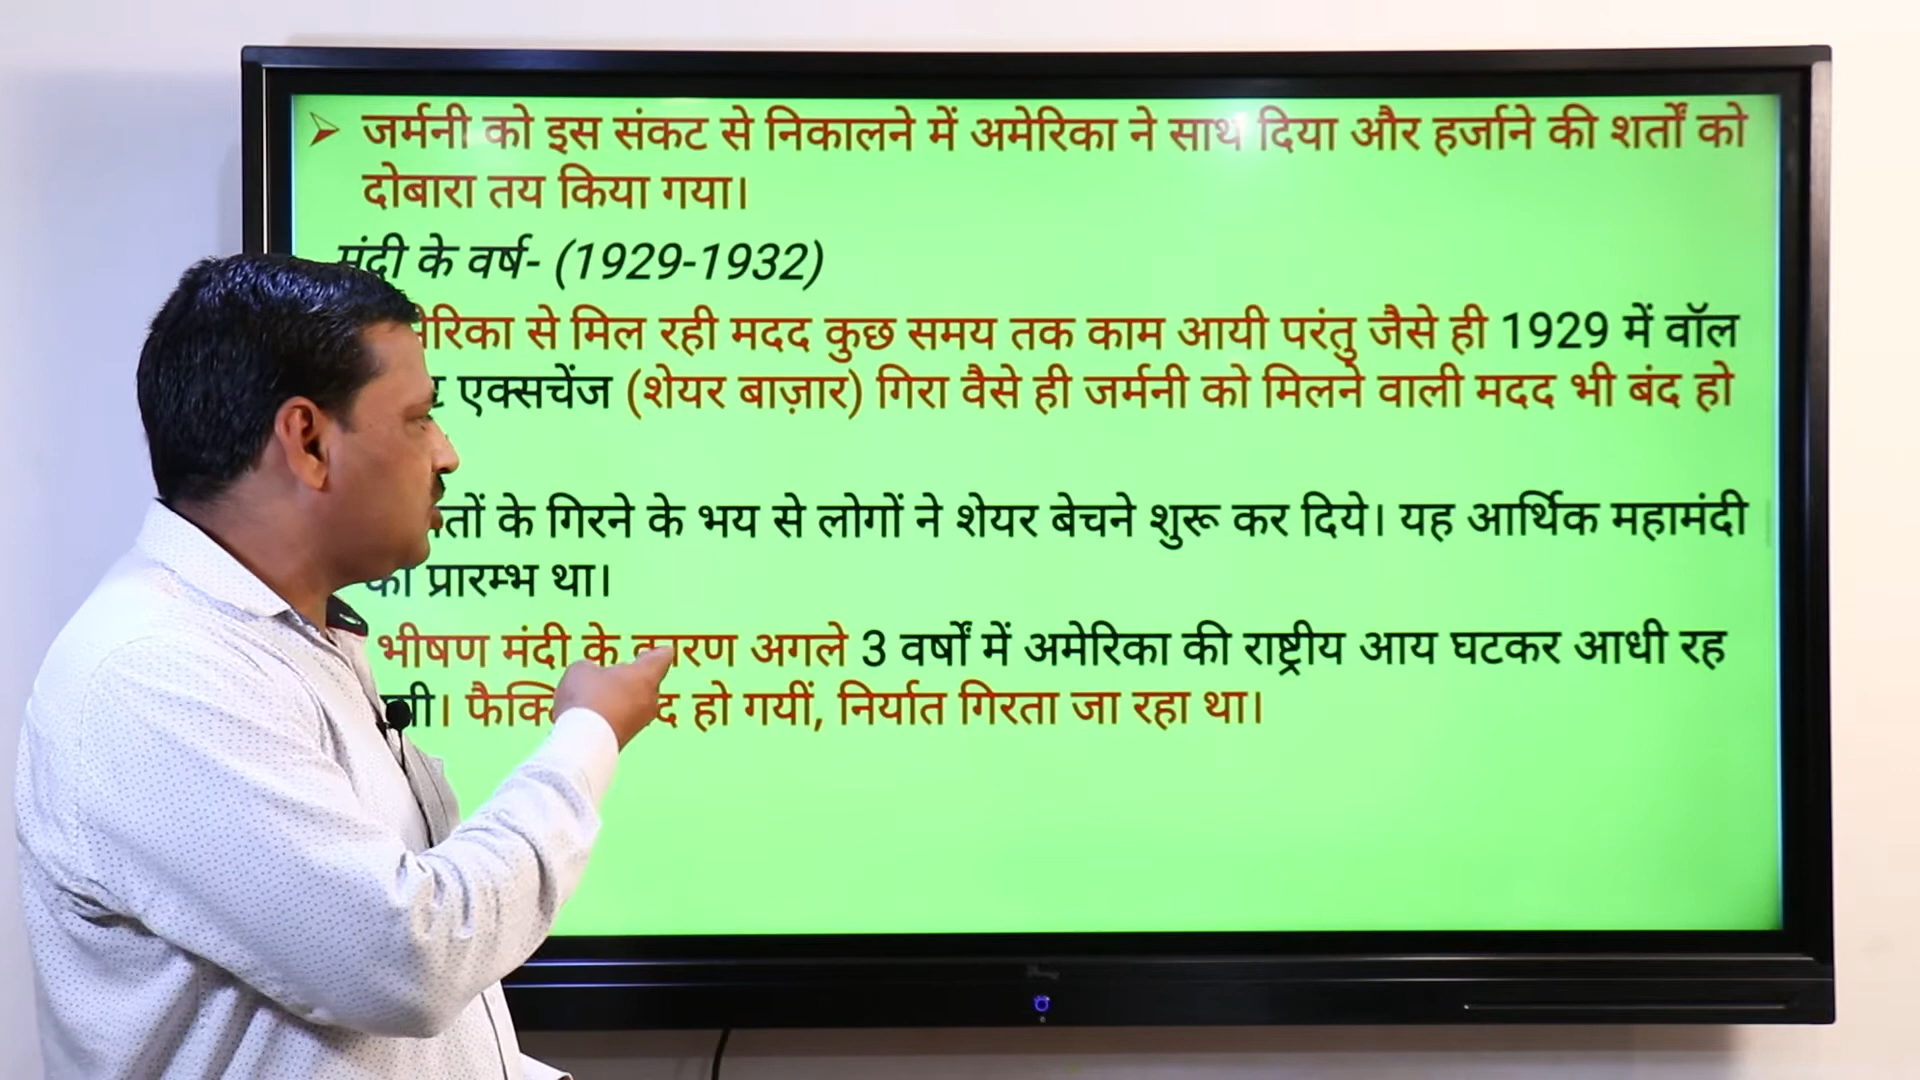 जर्मनी को इस संकट से निकालने में अमेरिका ने साथ दिया और हर्जाने की शर्तों को
दोबारा तय किया गया।
मंदी के वर्ष- (1929-1932)
से मिल रही मदद कुछ समय तक काम आयी परंतु जैसे ही 1929 में वॉल
एक्सचेंज (शेयर बाज़ार) गिरा वैसे ही जर्मनी को मिलने वाली मदद भी बंद हो
के गिरने के भय से लोगों ने शेयर बेचने शुरू कर दिये। यह आर्थिक महामंदी
प्रारम्भ था।
भीषण मंदी के कारण अगले 3 वर्षों में अमेरिका की राष्ट्रीय आय घटकर आधी रह
हो गयीं, निर्यात गिरता जा रहा था।